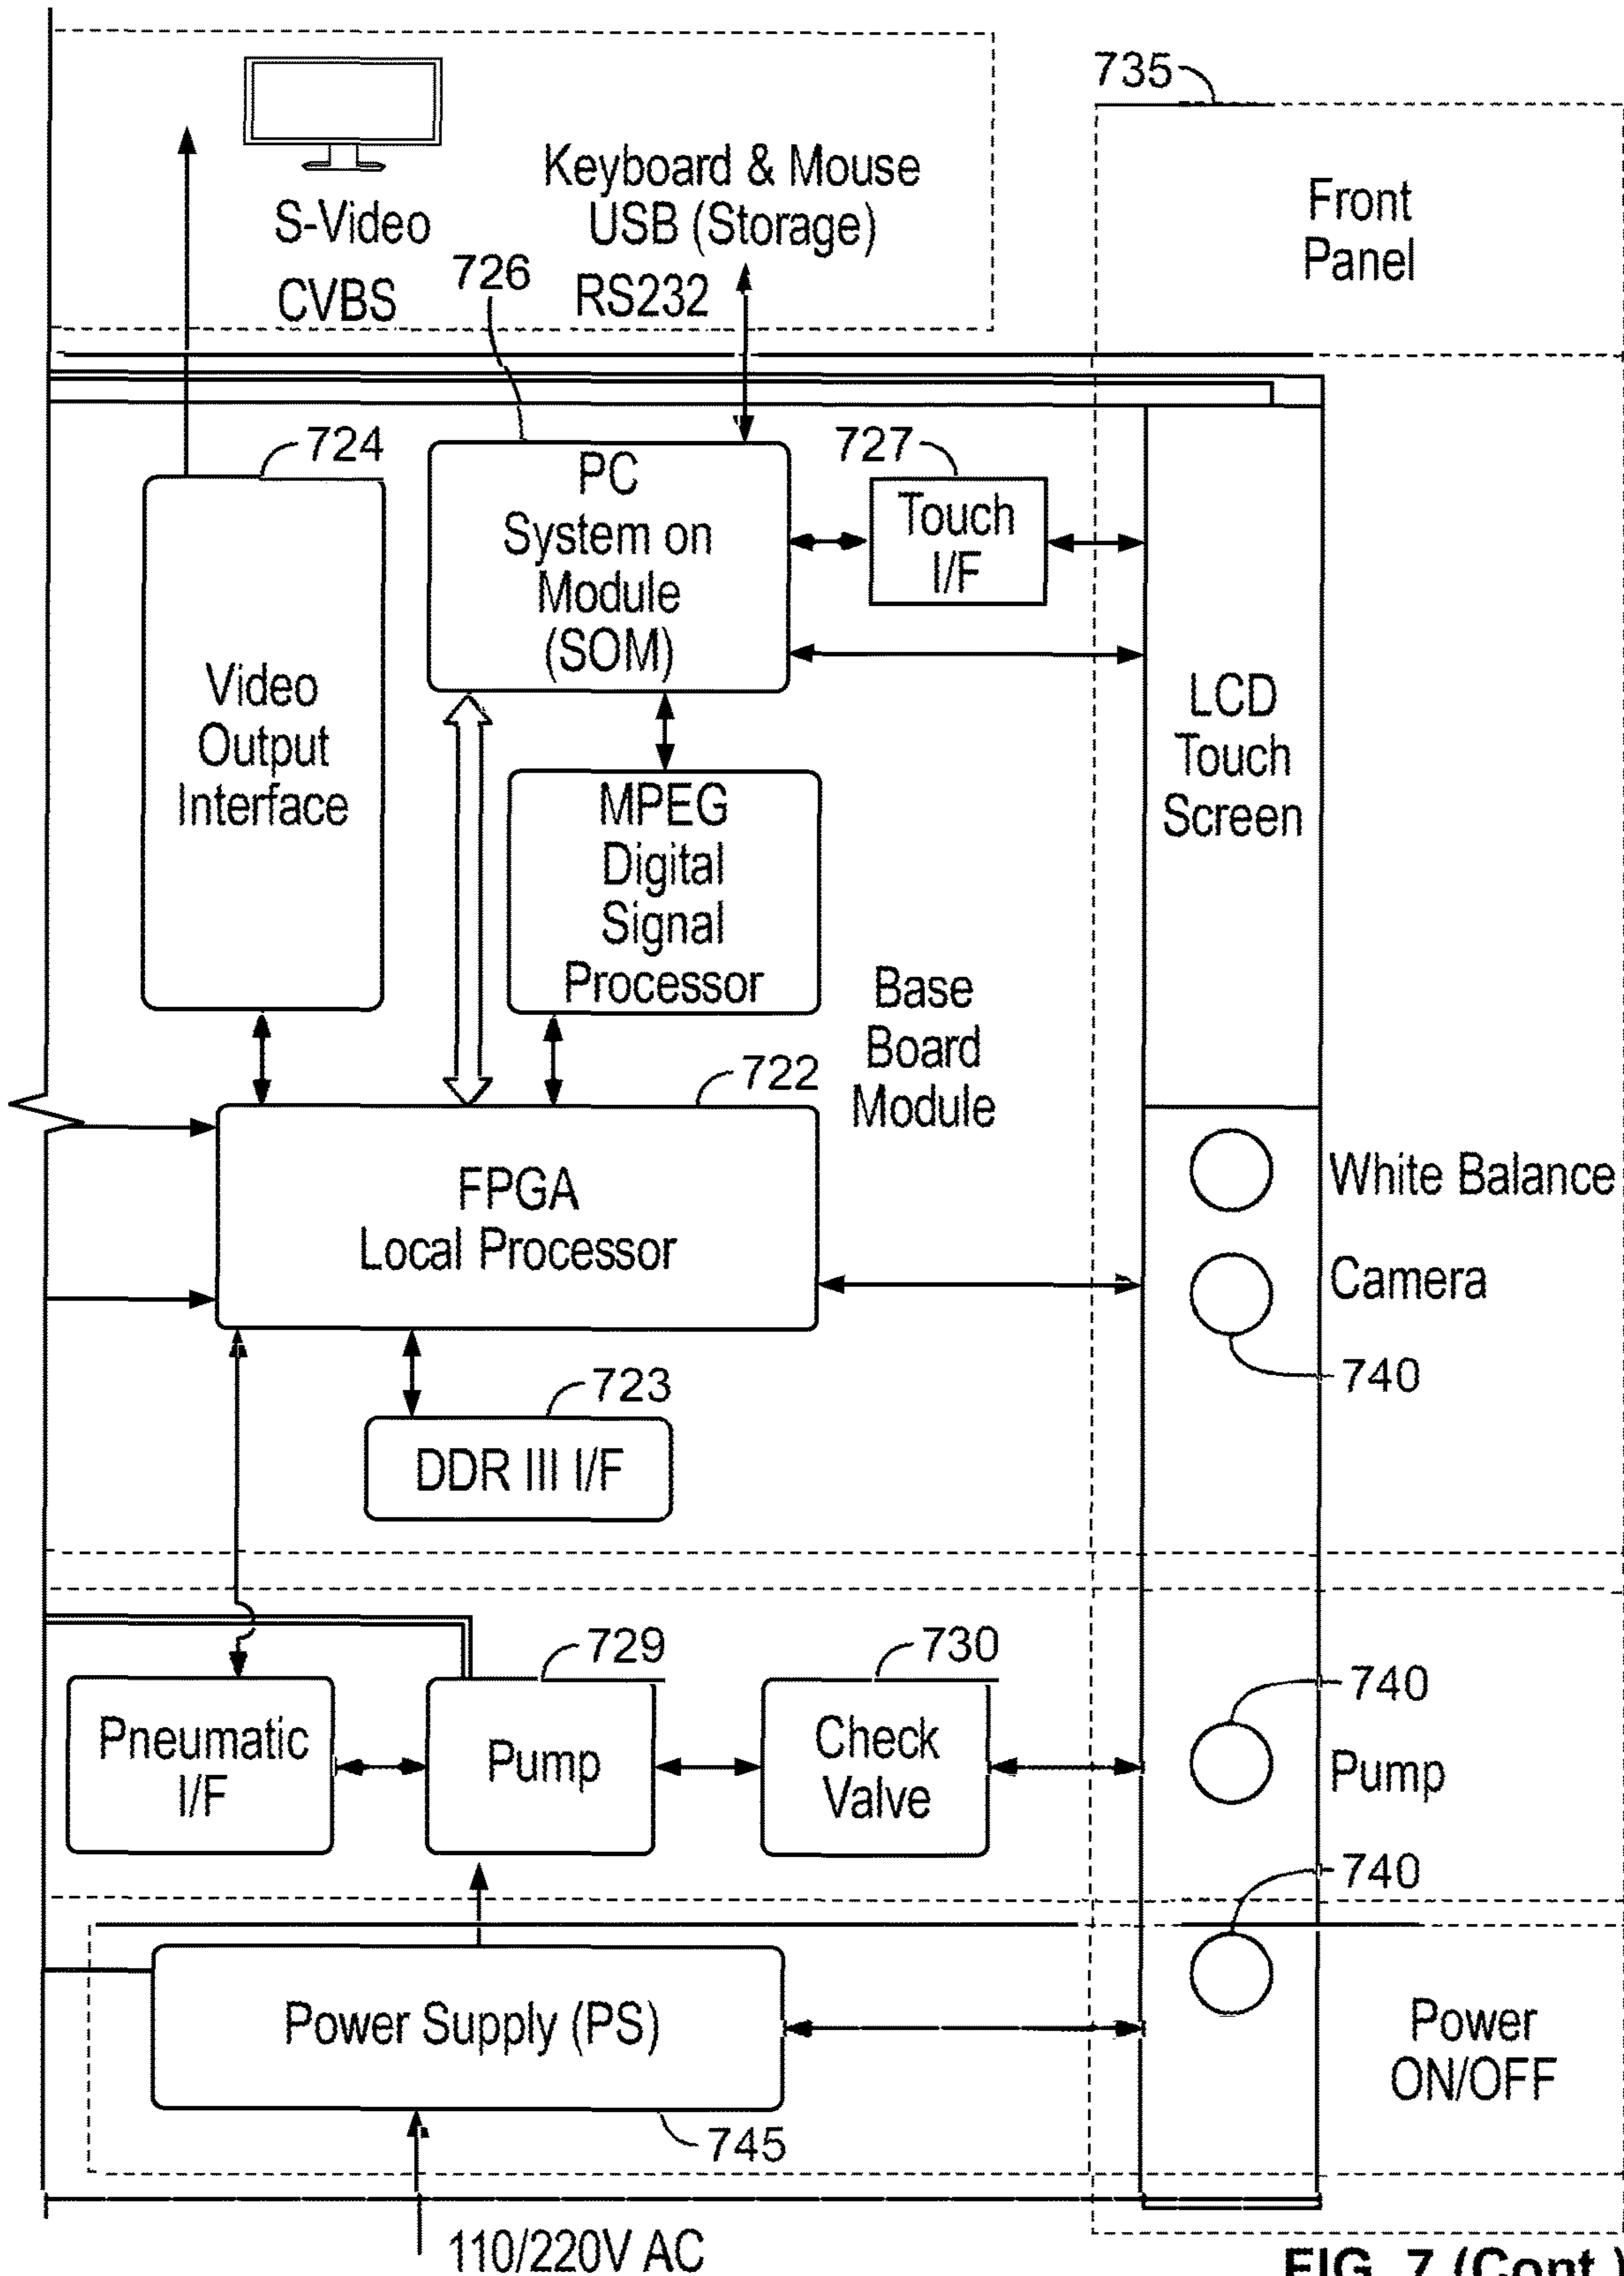 735
Front
Panel
S-Video
CVBS
Keyboard & Mouse
USB (Storage)
RS232
726
724
727
PC
System on
Module
(SOM)
Touch
I/F
Video
Output
Interface
MPEG
Digital
Signal
Processor
LCD
Touch
Screen
Base
Board
Module
722
FPGA
Local Processor
White Balance
Camera
740
723
DDR III I/F
729
730
740
Pneumatic
I/F
Pump
Check
Valve
Pump
740
Power Supply (PS)
Power
ON/OFF
745
110/220V AC
FIG. 7 (Cont.)